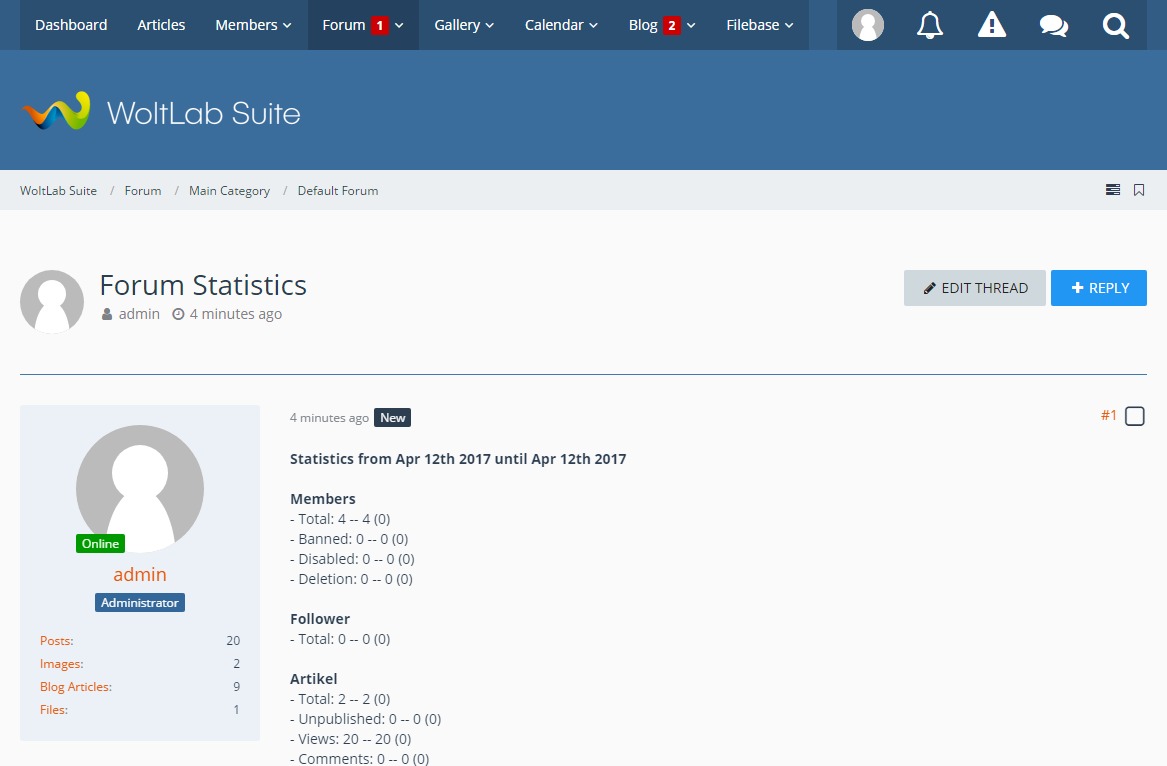 Dashboard Articles Members Forum 1 Gallery Calendar Blog 2 Filebase
WoltLab Suite
WoltLab Suite / Forum / Main Category / Default Forum
Forum Statistics
admin 4 minutes ago
EDIT THREAD
REPLY
Online
admin
Administrator
Posts: 20
Images: 2
Blog Articles: 9
Files: 1
4 minutes ago New
#1
Statistics from Apr 12th 2017 until Apr 12th 2017
Members
- Total: 4 -- 4 (0)
- Banned: 0 -- 0 (0)
- Disabled: 0 -- 0 (0)
- Deletion: 0 -- 0 (0)
Follower
- Total: 0 -- 0 (0)
Artikel
- Total: 2 -- 2 (0)
- Unpublished: 0 -- 0 (0)
- Views: 20 -- 20 (0)
- Comments: 0 -- 0 (0)